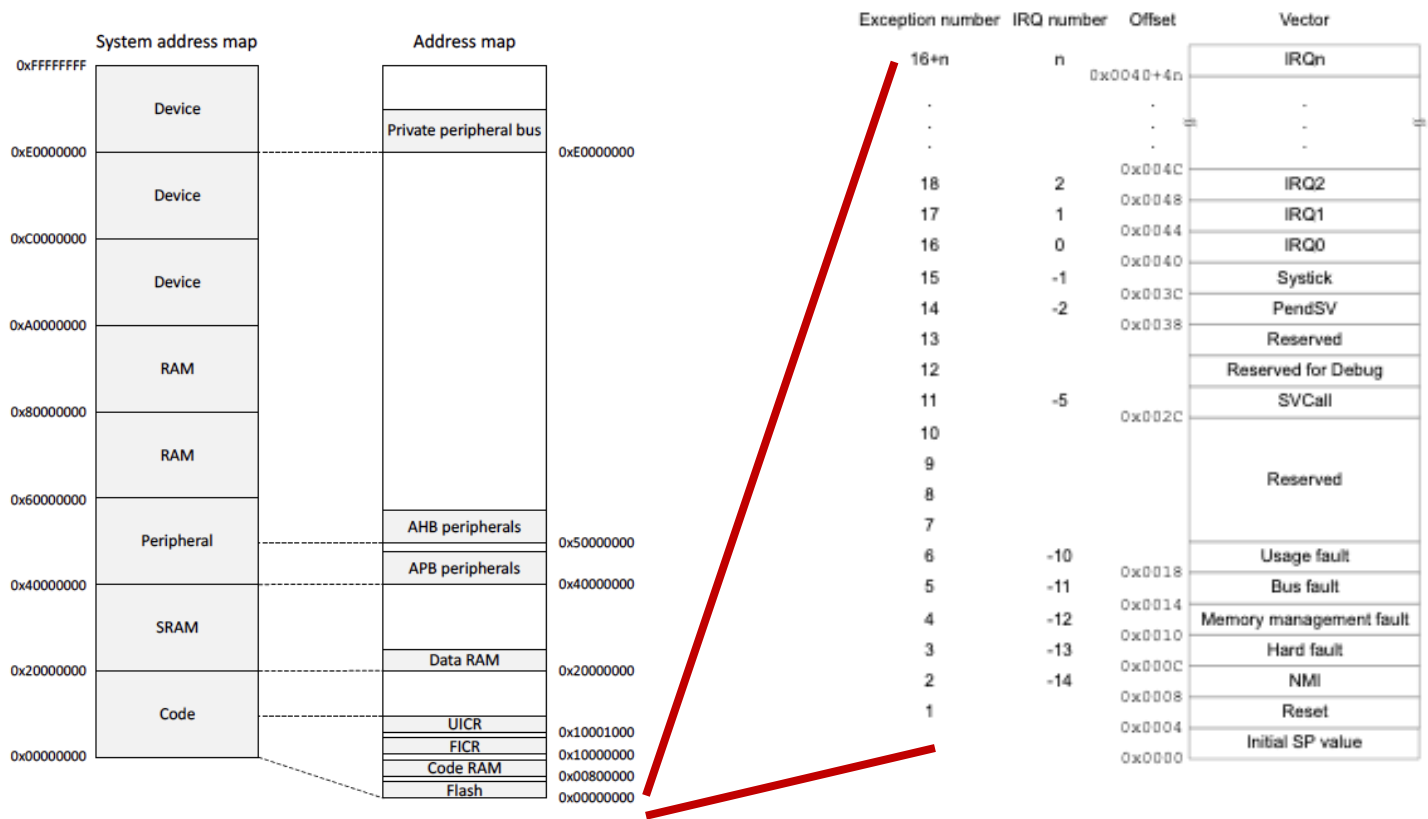 System address map
Address map
0xFFFFFFFF
Device
Private peripheral bus
0xE0000000
0xE0000000
Device
0xC0000000
Device
0xA0000000
RAM
0x80000000
RAM
0x60000000
AHB peripherals
Peripheral
0x50000000
APB peripherals
0x40000000
0x40000000
SRAM
Data RAM
0x20000000
0x20000000
Code
UICR
0x10001000
FICR
0x00000000
0x10000000
Code RAM
0x00800000
Flash
0x00000000
Exception number IRQ number Offset Vector
16+n n IRQn
0x0040+4n
. . .
. . .
. . .
0x004C
18 2 IRQ2
0x0048
17 1 IRQ1
0x0044
16 0 IRQ0
0x0040
15 -1 Systick
0x003C
14 -2 PendSV
0x0038
13 Reserved
12 Reserved for Debug
11 -5 SVCall
0x002C
10
9
Reserved
8
7
6 -10 Usage fault
0x0018
5 -11 Bus fault
0x0014
4 -12 Memory management fault
0x0010
3 -13 Hard fault
0x000C
2 -14 NMI
0x0008
1 Reset
0x0004
Initial SP value
0x0000